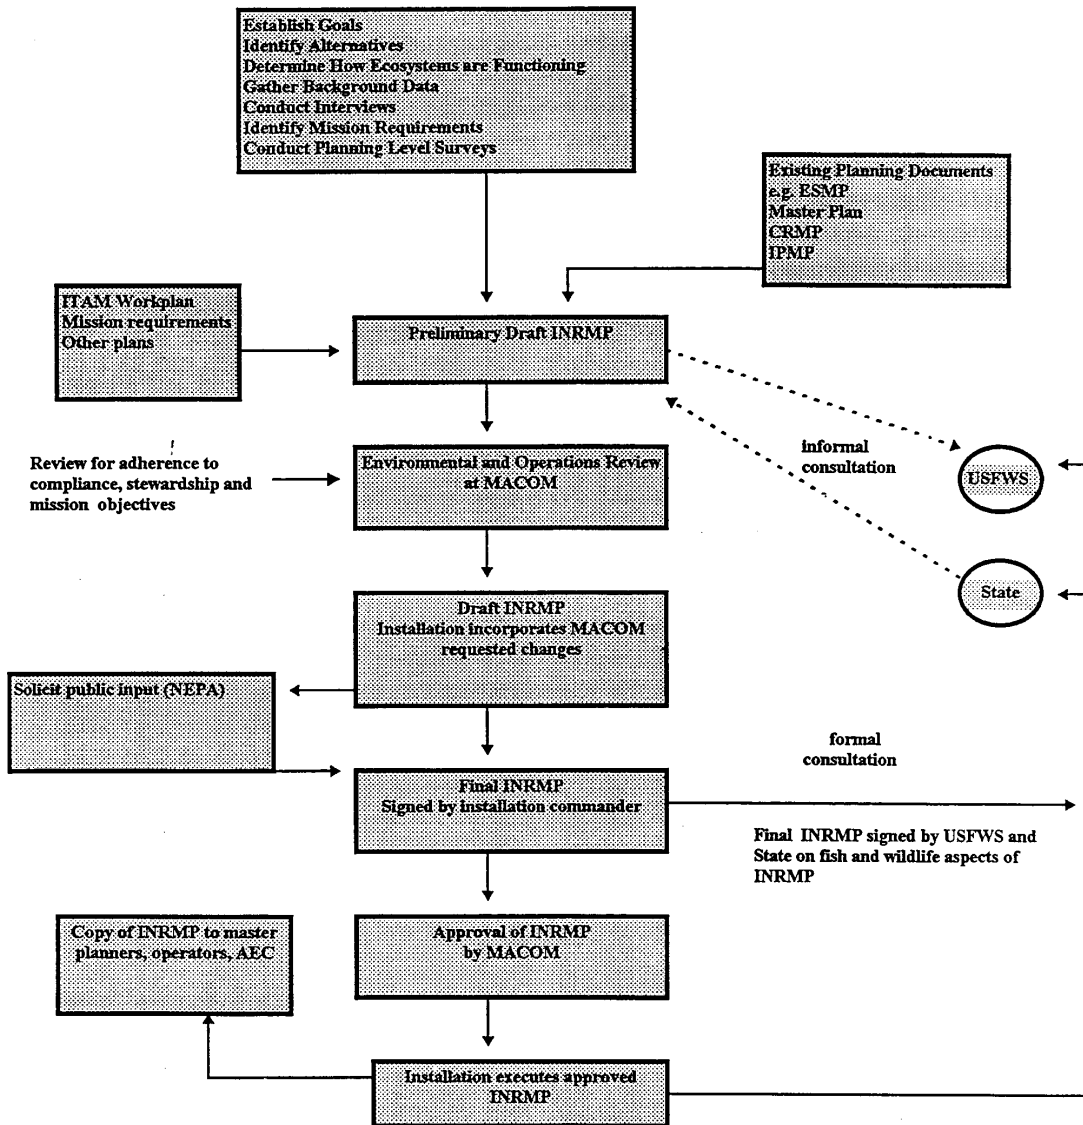 Establish Goals
Identify Alternatives
Determine How Ecosystems are Functioning
Gather Background Data
Conduct Interviews
Identify Mission Requirements
Conduct Planning Level Surveys
Existing Planning Documents
e.g. ESMP
Master Plan
CRMP
IPMP
ITAM Workplan
Mission requirements
Other plans
Preliminary Draft INRMP
informal
consultation
Review for adherence to
compliance, stewardship and
mission objectives
Environmental and Operations Review
at MACOM
USFWS
State
Draft INRMP
Installation incorporates MACOM
requested changes
Solicit public input (NEPA)
formal
consultation
Final INRMP
Signed by installation commander
Final INRMP signed by USFWS and
State on fish and wildlife aspects of
INRMP
Copy of INRMP to master
planners, operators, AEC
Approval of INRMP
by MACOM
Installation executes approved
INRMP